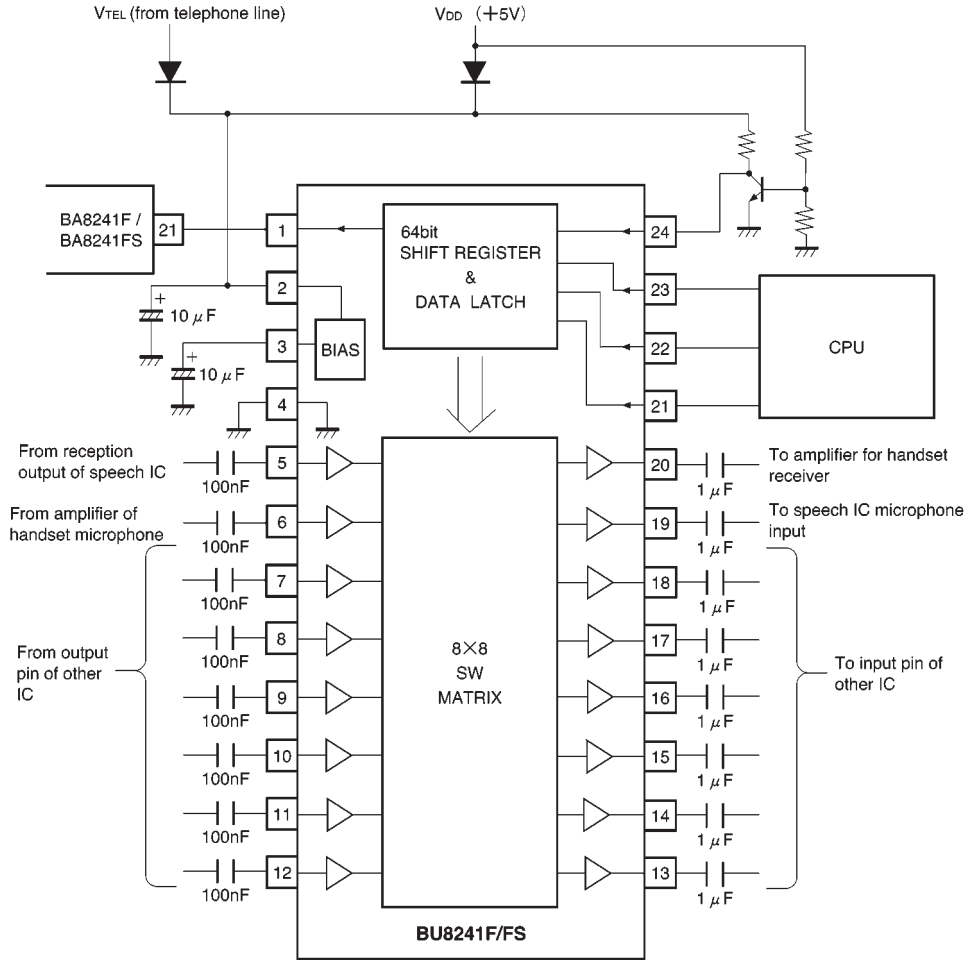 VTEL (from telephone line)
VDD (+5V)
BA8241F /
BA8241FS
21
1
64bit
SHIFT REGISTER
&
DATA LATCH
24
2
23
+
10 μF
3
BIAS
22
CPU
+
10 μF
4
21
From reception
output of speech IC
100nF
5
20
1 μF
To amplifier for handset
receiver
From amplifier of
handset microphone
100nF
6
19
1 μF
To speech IC microphone
input
7
100nF
18
1 μF
8
100nF
17
1 μF
From output
pin of other
IC
8×8
SW
MATRIX
To input pin of
other IC
9
100nF
16
1 μF
10
100nF
15
1 μF
11
100nF
14
1 μF
12
100nF
13
1 μF
BU8241F/FS